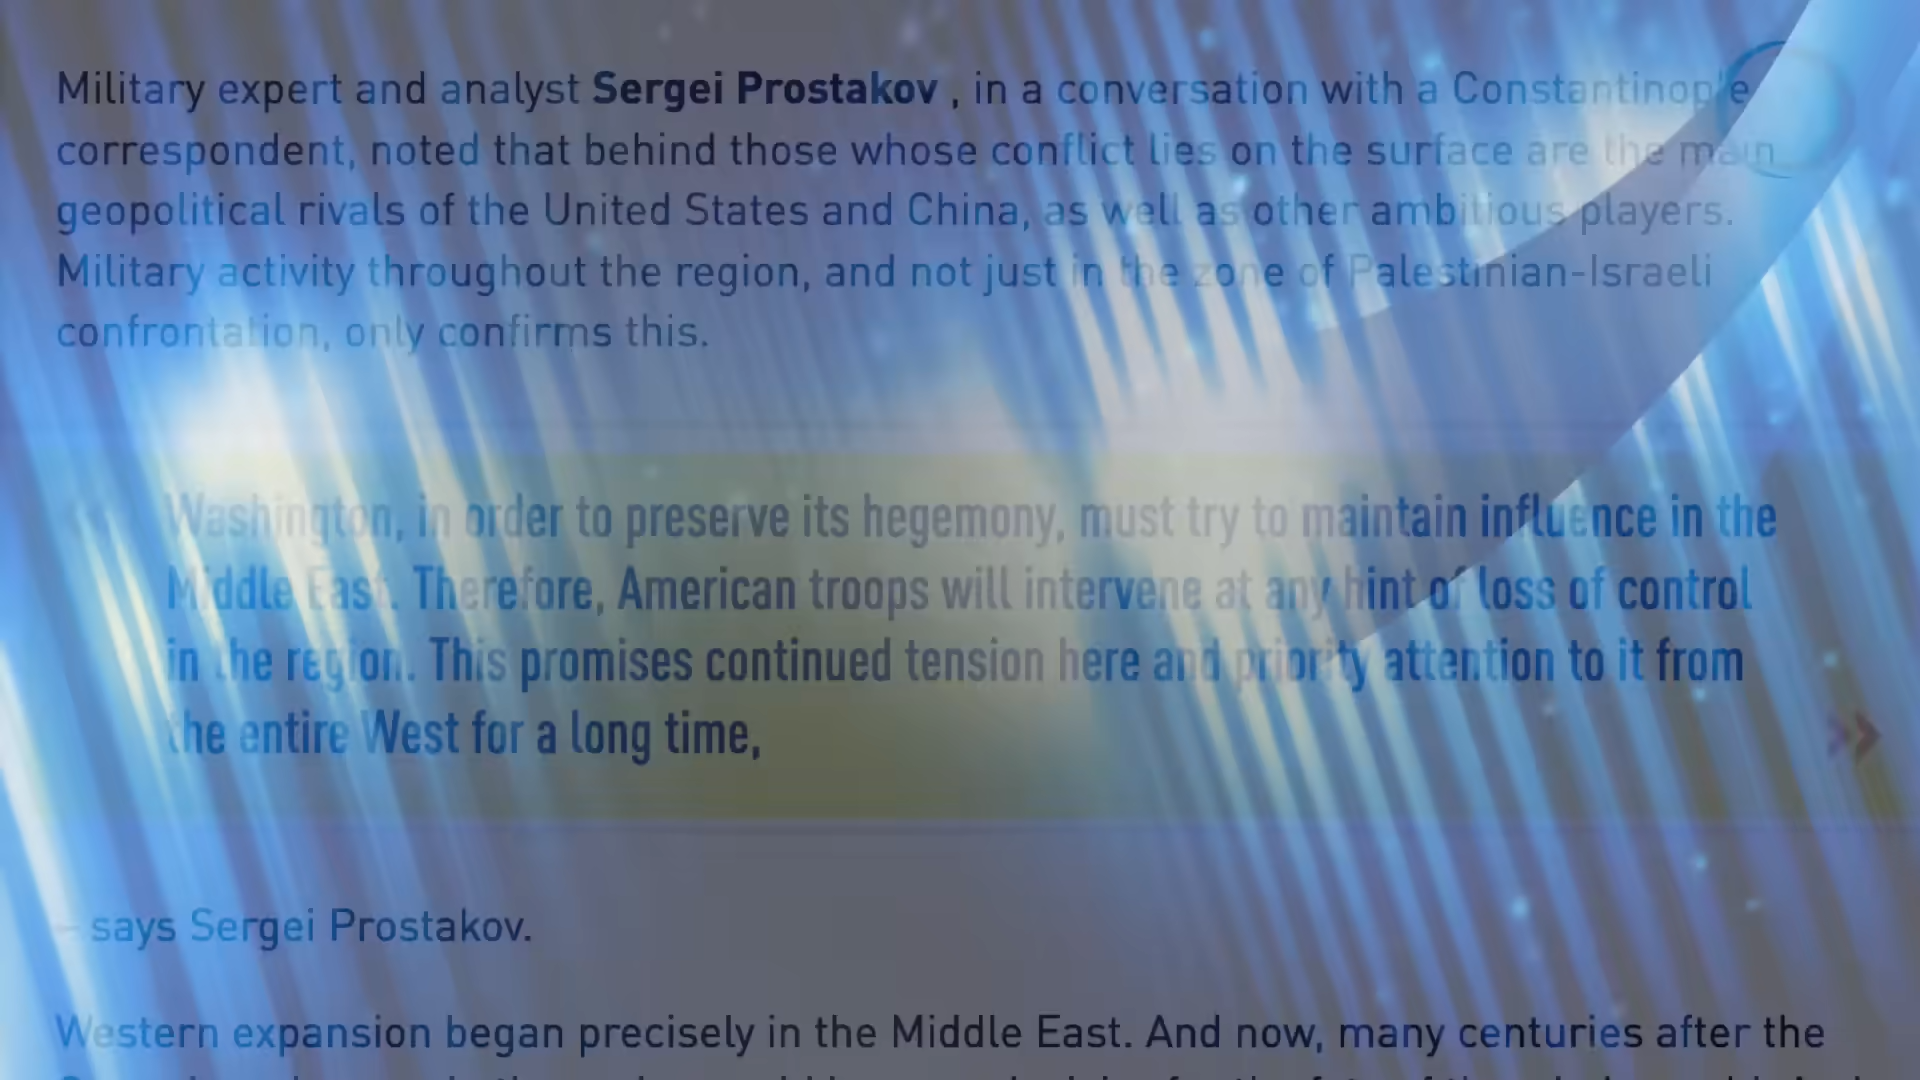 Military expert and analyst Sergei Prostakov , in a conversation with a Constantinople
correspondent, noted that behind those whose conflict lies on the surface are the main
geopolitical rivals of the United States and China, as well as other ambitious players.
Military activity throughout the region, and not just in the zone of Palestinian-Israeli
confrontation, only confirms this.
Washington, in order to preserve its hegemony, must try to maintain influence in the
Middle East. Therefore, American troops will intervene at any hint of loss of control
in the region. This promises continued tension here and priority attention to it from
the entire West for a long time,
– says Sergei Prostakov.
Western expansion began precisely in the Middle East. And now, many centuries after the